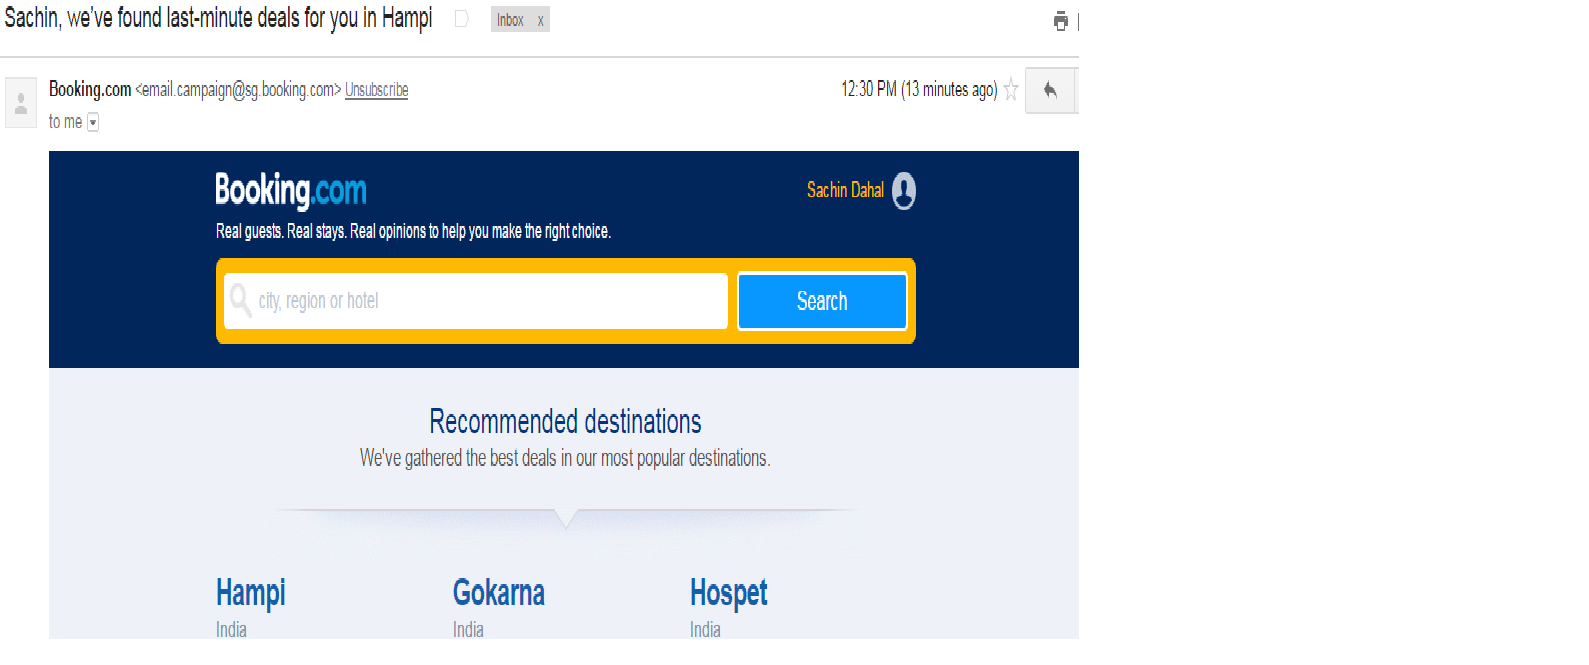 Sachin, we've found last-minute deals for you in Hampi Inbox x
Booking.com <email.campaign@sg.booking.com> Unsubscribe 12:30 PM (13 minutes ago)
to me
Booking.com Sachin Dahal
Real guests. Real stays. Real opinions to help you make the right choice.
city, region or hotel Search
Recommended destinations
We've gathered the best deals in our most popular destinations.
Hampi Gokarna Hospet
India India India